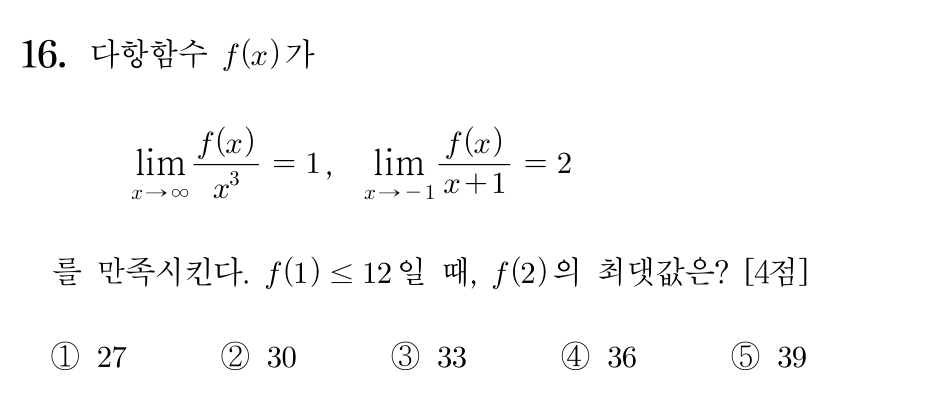 16. 다항함수 f(x)가
lim_{x→∞} f(x)/x³ = 1, lim_{x→-1} f(x)/(x+1) = 2
를 만족시킨다. f(1) ≤ 12일 때, f(2)의 최댓값은? [4점]
① 27 ② 30 ③ 33 ④ 36 ⑤ 39